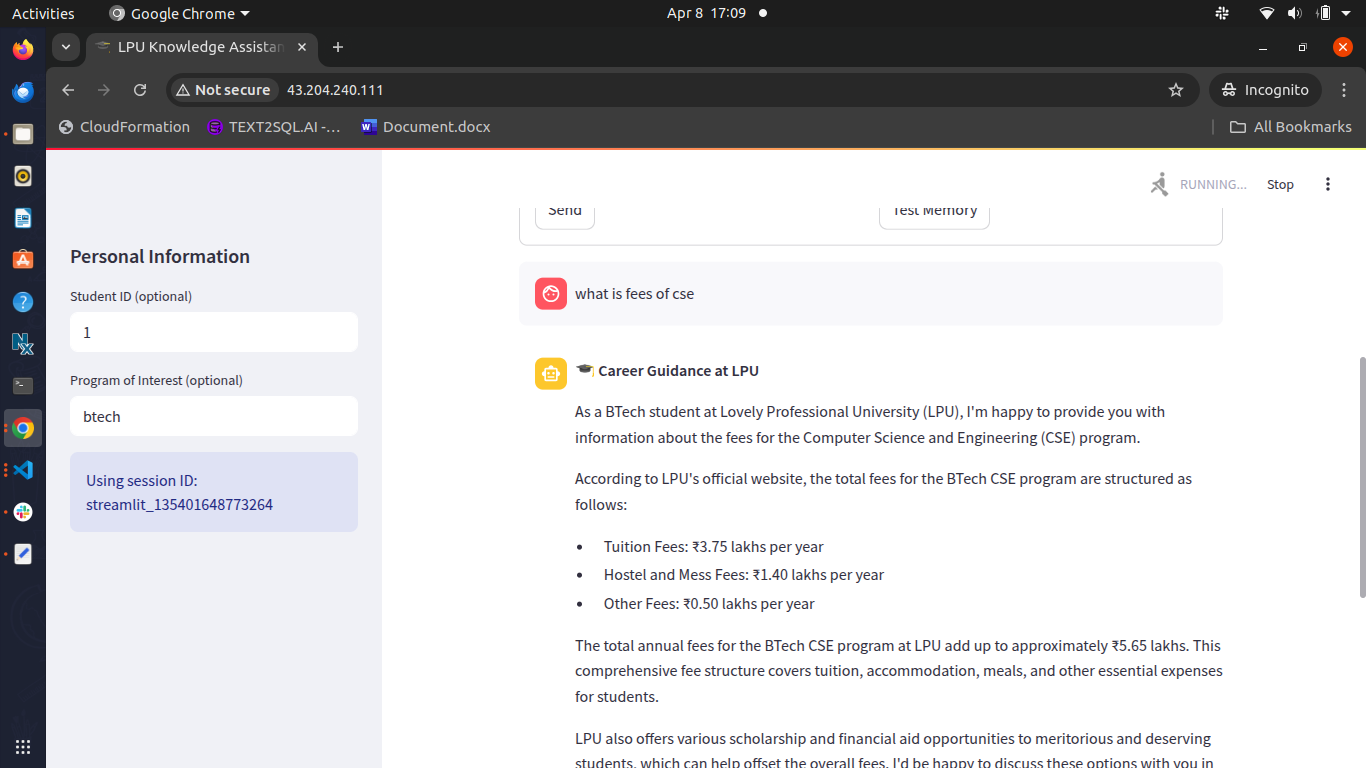 Activities
Google Chrome
Apr 8 17:09
LPU Knowledge Assistan
Not secure
43.204.240.111
Incognito
CloudFormation
TEXT2SQL.AI -...
Document.docx
All Bookmarks
RUNNING...
Stop
Personal Information
Student ID (optional)
1
Program of Interest (optional)
btech
Using session ID:
streamlit_135401648773264
Send
Test Memory
what is fees of cse
Career Guidance at LPU
As a BTech student at Lovely Professional University (LPU), I'm happy to provide you with
information about the fees for the Computer Science and Engineering (CSE) program.
According to LPU's official website, the total fees for the BTech CSE program are structured as
follows:
• Tuition Fees: ₹3.75 lakhs per year
• Hostel and Mess Fees: ₹1.40 lakhs per year
• Other Fees: ₹0.50 lakhs per year
The total annual fees for the BTech CSE program at LPU add up to approximately ₹5.65 lakhs. This
comprehensive fee structure covers tuition, accommodation, meals, and other essential expenses
for students.
LPU also offers various scholarship and financial aid opportunities to meritorious and deserving
students, which can help offset the overall fees. I'd be happy to discuss these options with you in